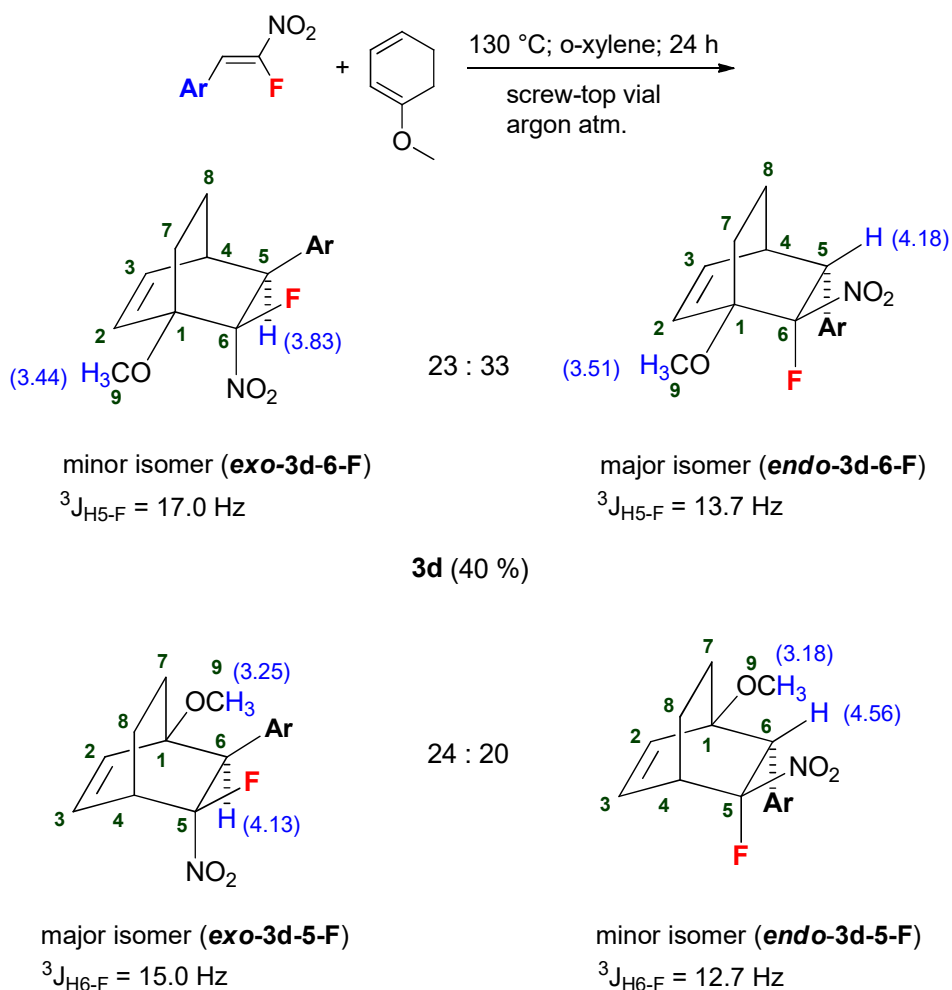 NO₂
130 °C; o-xylene; 24 h
Ar
F
+
O
screw-top vial
argon atm.
8
7
4
Ar
3
5
F
2
1
6
H (3.83)
(3.44) H₃CO
9
NO₂
23 : 33
8
7
4
5
H (4.18)
3
NO₂
2
1
6
Ar
(3.51) H₃CO
9
F
minor isomer (exo-3d-6-F)
³J_H5-F = 17.0 Hz
major isomer (endo-3d-6-F)
³J_H5-F = 13.7 Hz
3d (40 %)
7
9 (3.25)
OCH₃
8
Ar
2
6
1
F
3
4
5
H (4.13)
NO₂
24 : 20
7
9 (3.18)
OCH₃
8
6
H (4.56)
2
1
NO₂
3
4
5
Ar
F
major isomer (exo-3d-5-F)
³J_H6-F = 15.0 Hz
minor isomer (endo-3d-5-F)
³J_H6-F = 12.7 Hz